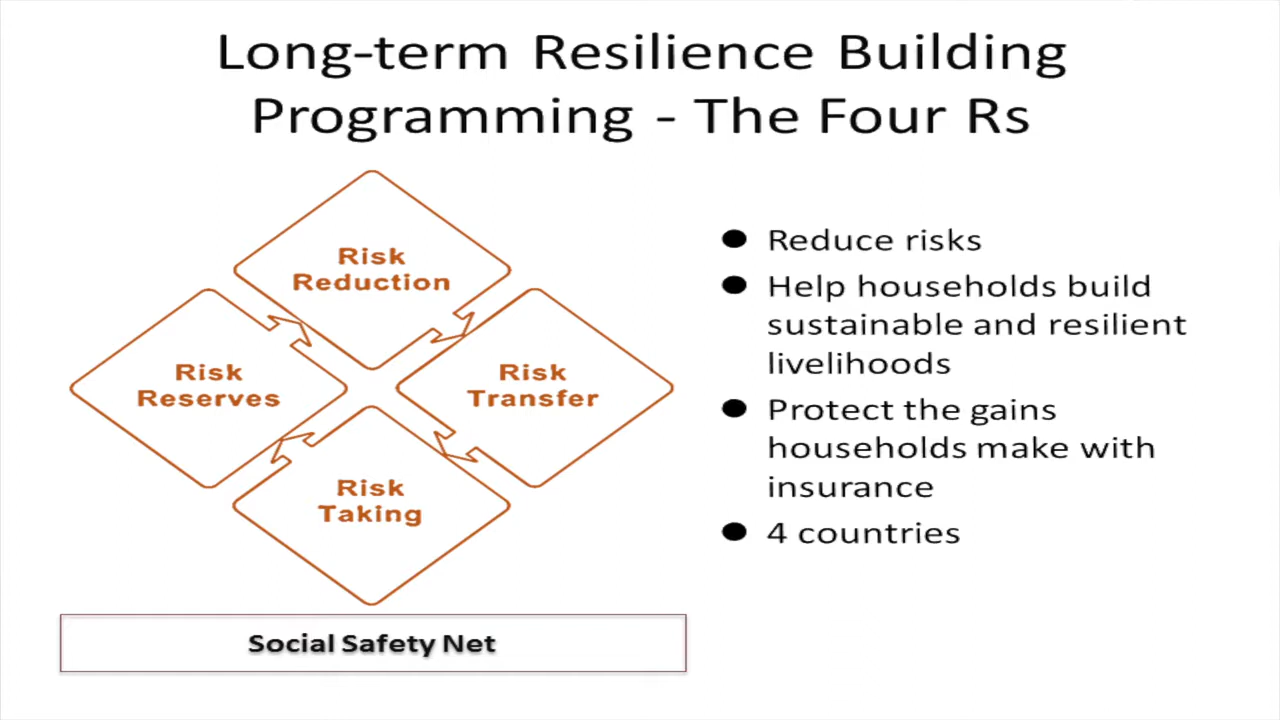 Long-term Resilience Building
Programming - The Four Rs
Risk
Reduction
Risk
Reserves
Risk
Transfer
Risk
Taking
Social Safety Net
Reduce risks
Help households build
sustainable and resilient
livelihoods
Protect the gains
households make with
insurance
4 countries